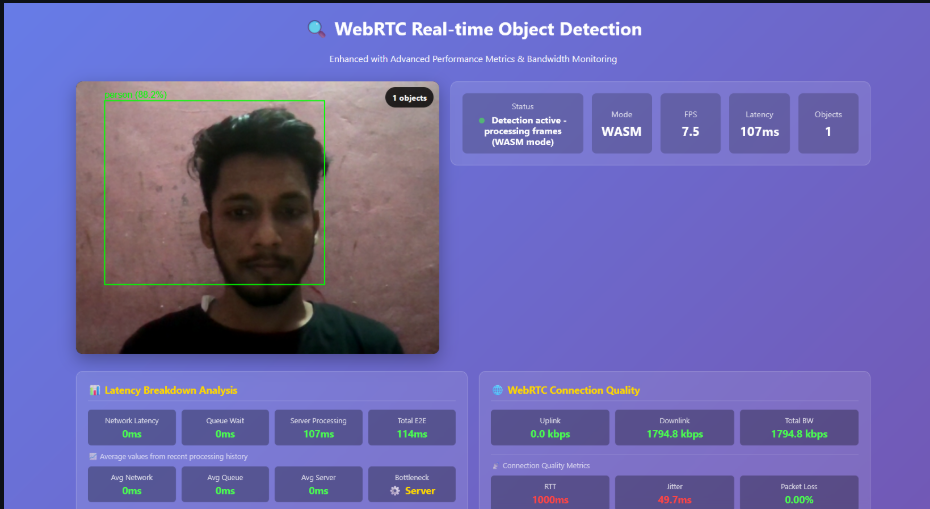 WebRTC Real-time Object Detection
Enhanced with Advanced Performance Metrics & Bandwidth Monitoring
1 objects
Status
Detection active -
processing frames
(WASM mode)
Mode
WASM
FPS
7.5
Latency
107ms
Objects
1
Latency Breakdown Analysis
Network Latency
0ms
Queue Wait
0ms
Server Processing
107ms
Total E2E
114ms
Average values from recent processing history
Avg Network
0ms
Avg Queue
0ms
Avg Server
0ms
Bottleneck
Server
WebRTC Connection Quality
Uplink
0.0 kbps
Downlink
1794.8 kbps
Total BW
1794.8 kbps
Connection Quality Metrics
RTT
1000ms
Jitter
49.7ms
Packet Loss
0.00%